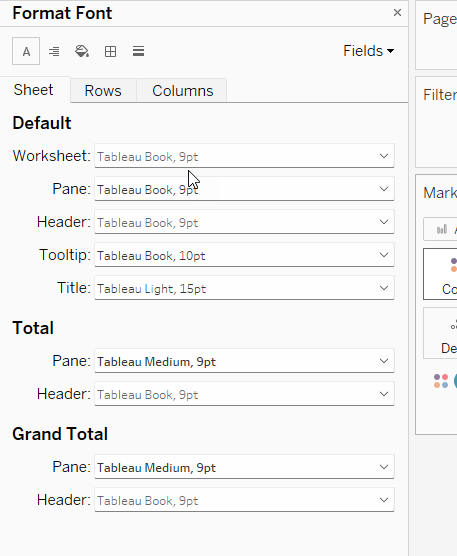 Format Font
Page
A
Fields
Sheet Rows Columns
Filter
Default
Worksheet: Tableau Book, 9pt
Pane: Tableau Book, 9pt
Mark
Header: Tableau Book, 9pt
A
Tooltip: Tableau Book, 10pt
Title: Tableau Light, 15pt
Co
Total
De
Pane: Tableau Medium, 9pt
Header: Tableau Book, 9pt
Grand Total
Pane: Tableau Medium, 9pt
Header: Tableau Book, 9pt